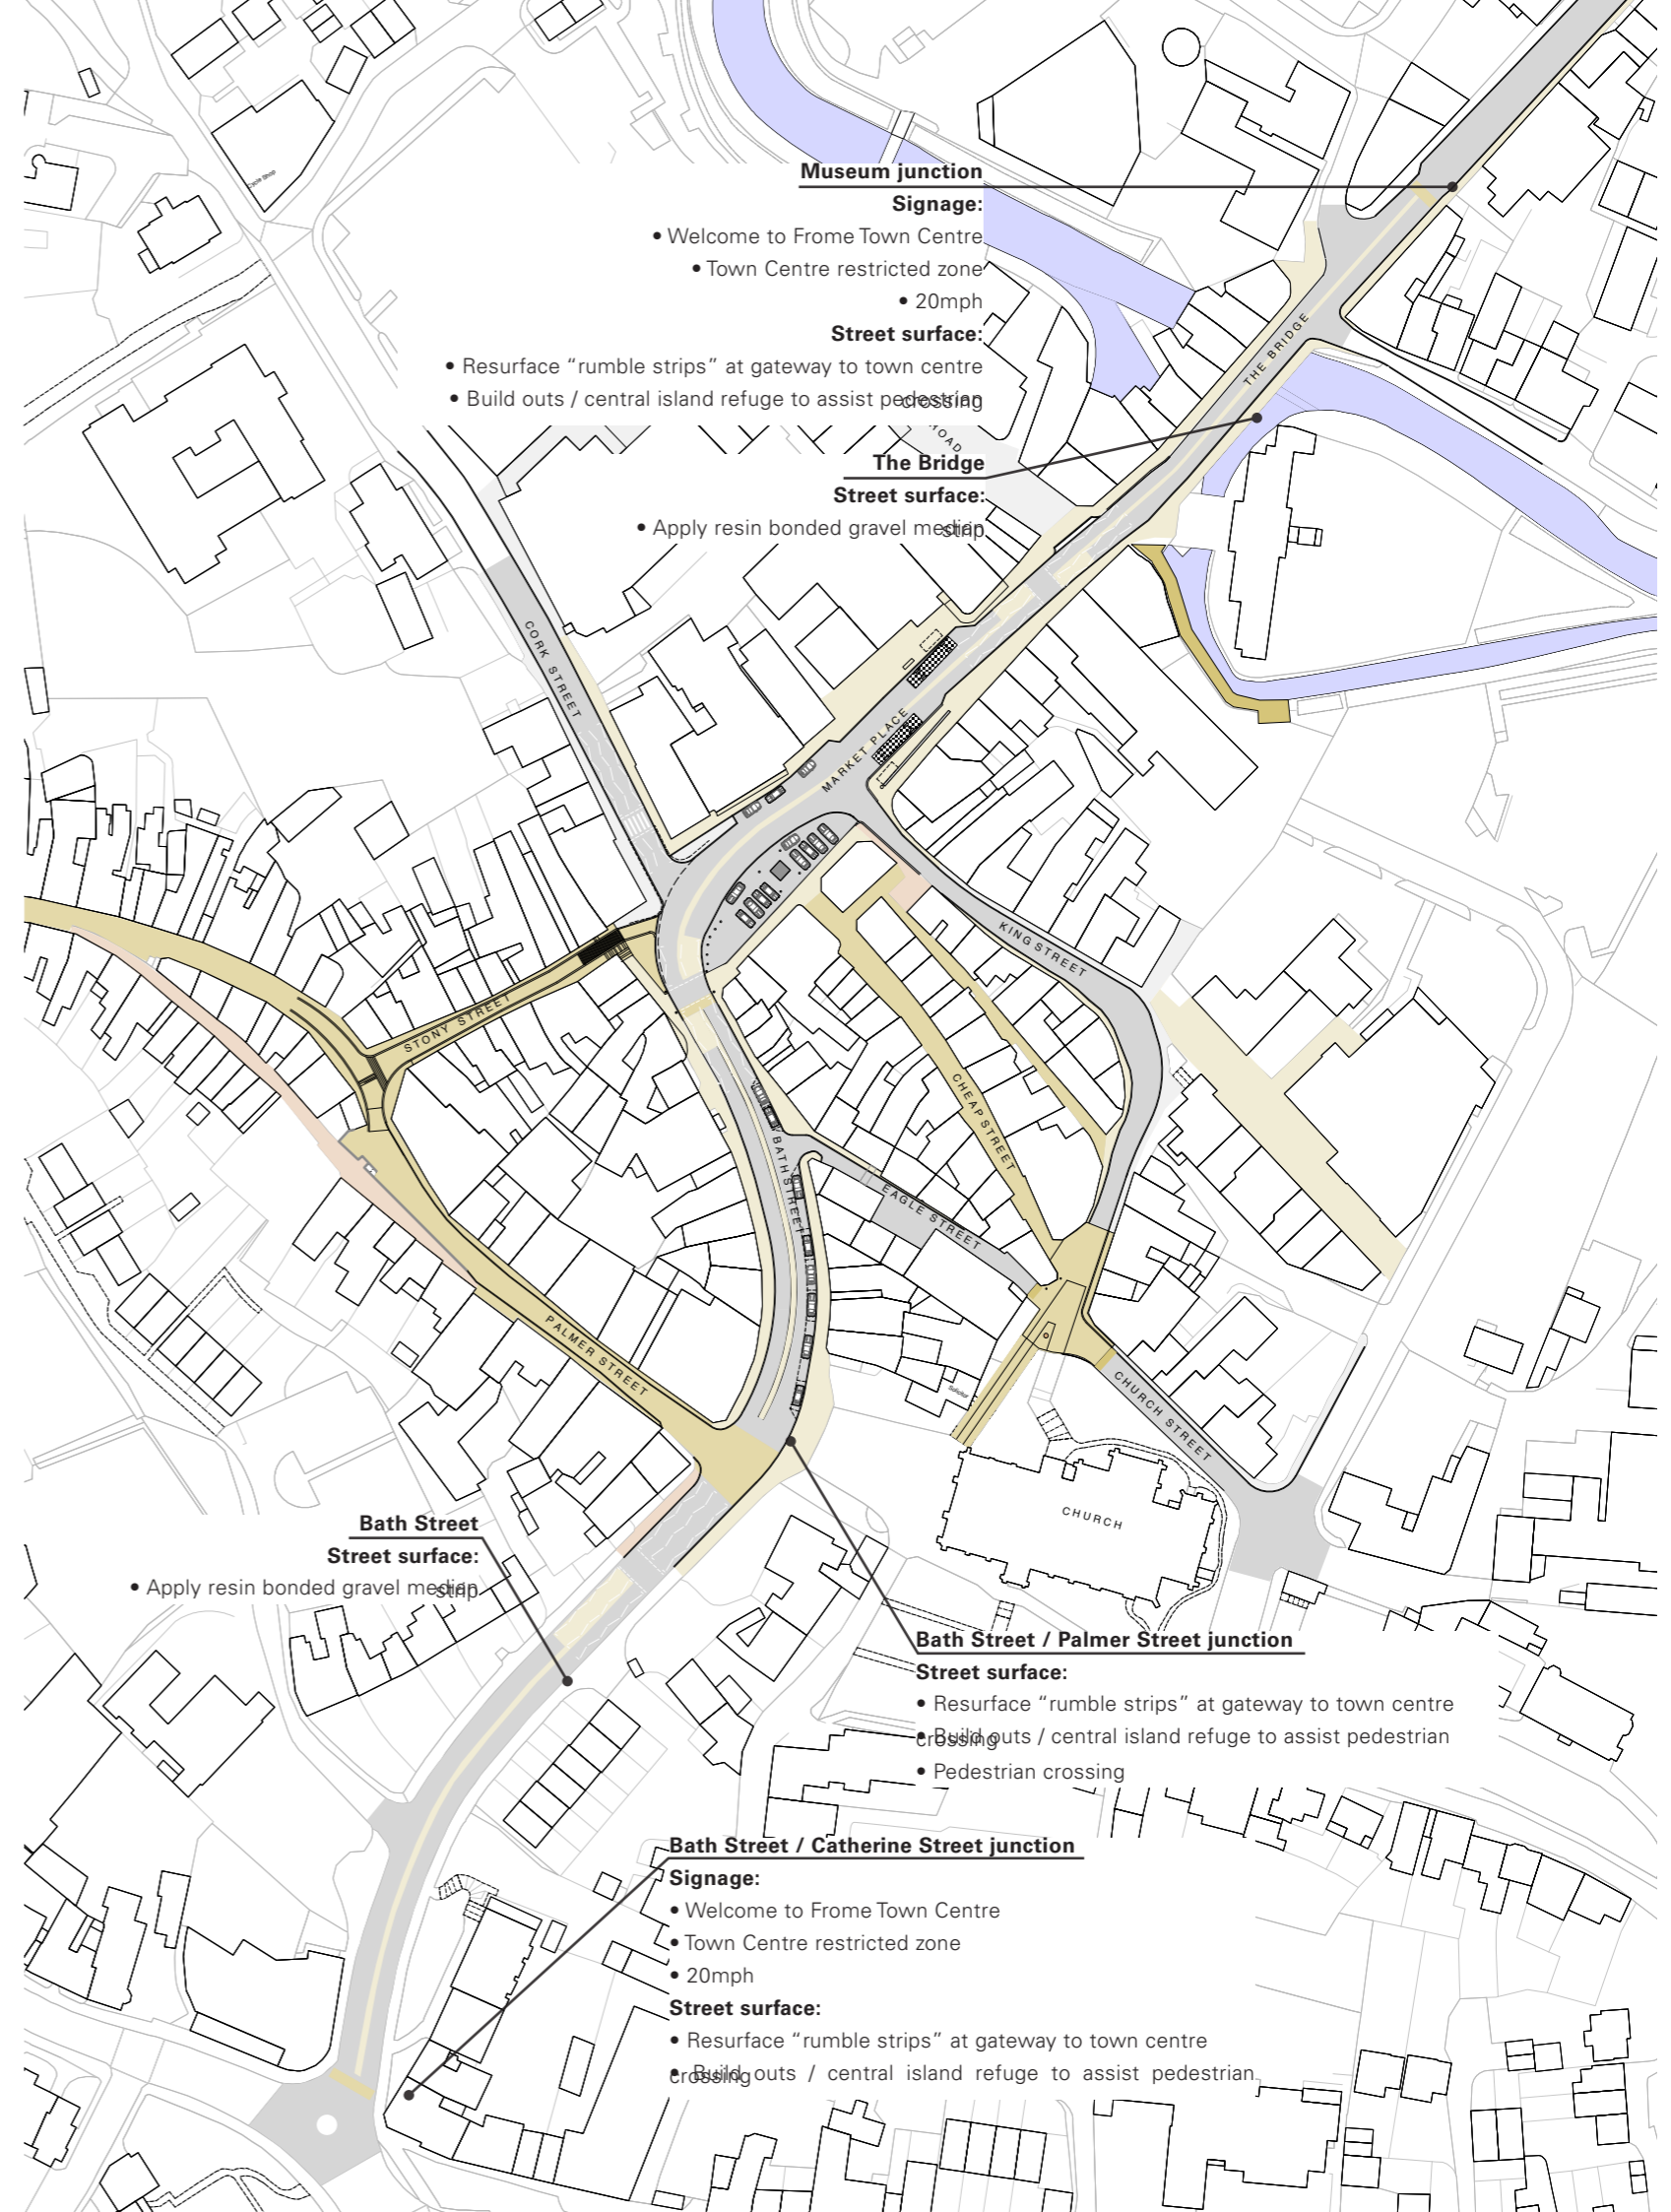 Cycle Shop
Museum junction
Signage:
• Welcome to Frome Town Centre
• Town Centre restricted zone
• 20mph
Street surface:
• Resurface “rumble strips” at gateway to town centre
• Build outs / central island refuge to assist pedestrian
crossing
THE BRIDGE
OAD
The Bridge
Street surface:
• Apply resin bonded gravel median
strip
CORK STREET
MARKET PLACE
KING STREET
STONY STREET
CHEAP STREET
BATH STREET
EAGLE STREET
PALMER STREET
CHURCH STREET
CHURCH
Bath Street
Street surface:
• Apply resin bonded gravel median
strip
Bath Street / Palmer Street junction
Street surface:
• Resurface “rumble strips” at gateway to town centre
• Build outs / central island refuge to assist pedestrian
crossing
• Pedestrian crossing
Bath Street / Catherine Street junction
Signage:
• Welcome to Frome Town Centre
• Town Centre restricted zone
• 20mph
Street surface:
• Resurface “rumble strips” at gateway to town centre
• Build outs / central island refuge to assist pedestrian
crossing